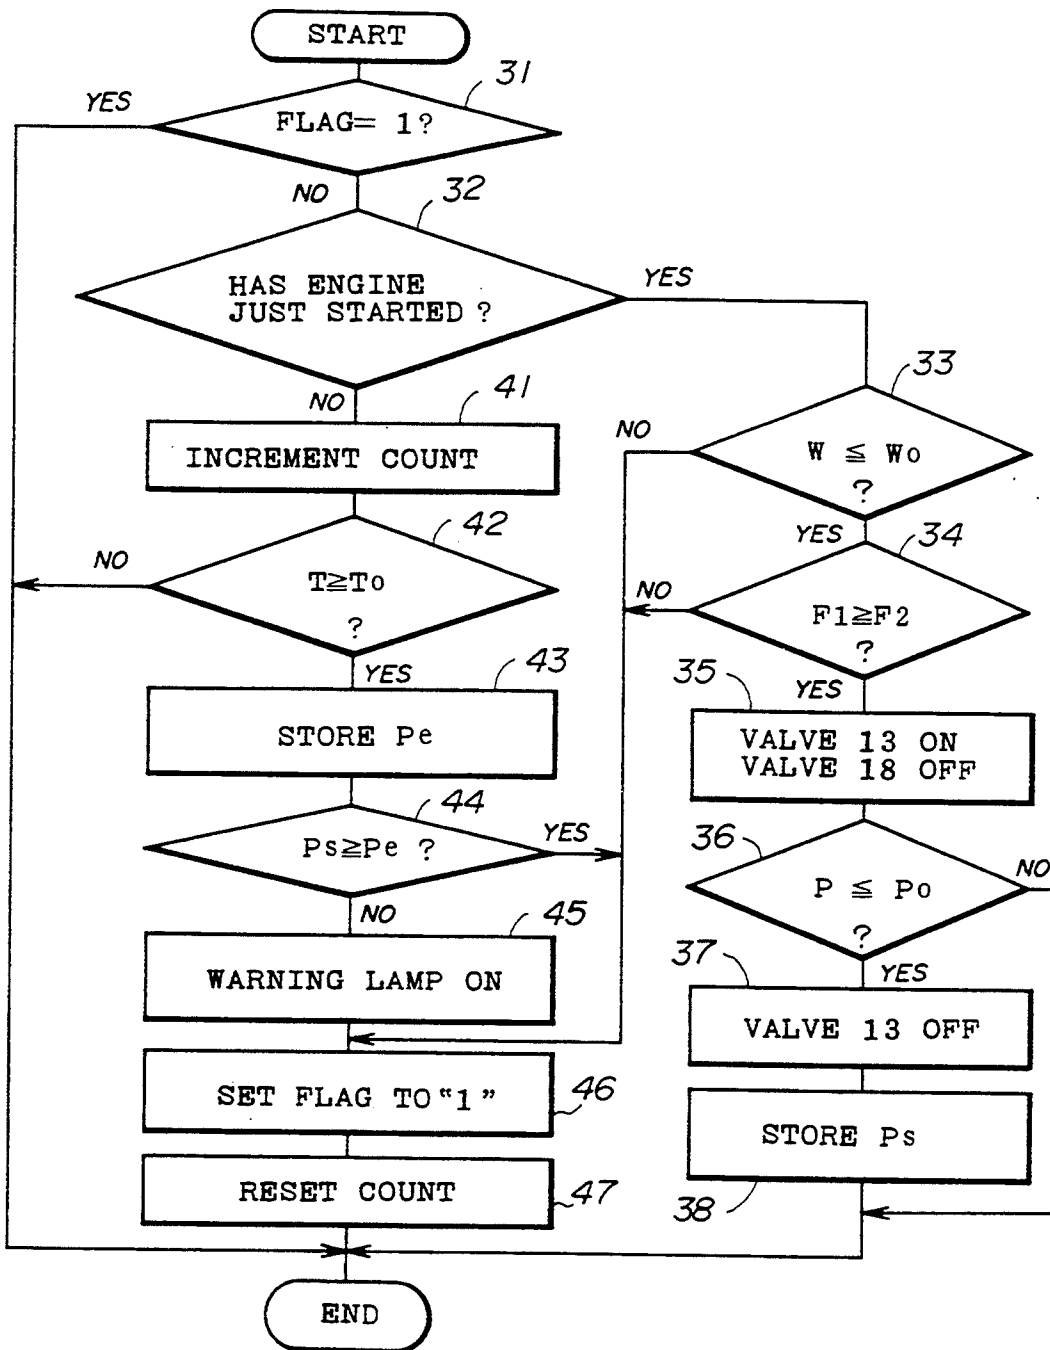 START
31
YES
FLAG= 1?
NO
32
HAS ENGINE
JUST STARTED ?
YES
NO
41
INCREMENT COUNT
33
NO
W ≦ Wo
?
YES
42
NO
T≧To
?
YES
34
NO
F1≧F2
?
YES
43
STORE Pe
35
VALVE 13 ON
VALVE 18 OFF
44
Ps≧Pe ?
YES
NO
36
P ≦ Po
?
NO
YES
45
WARNING LAMP ON
37
VALVE 13 OFF
SET FLAG TO "1"
46
STORE Ps
38
RESET COUNT
47
END